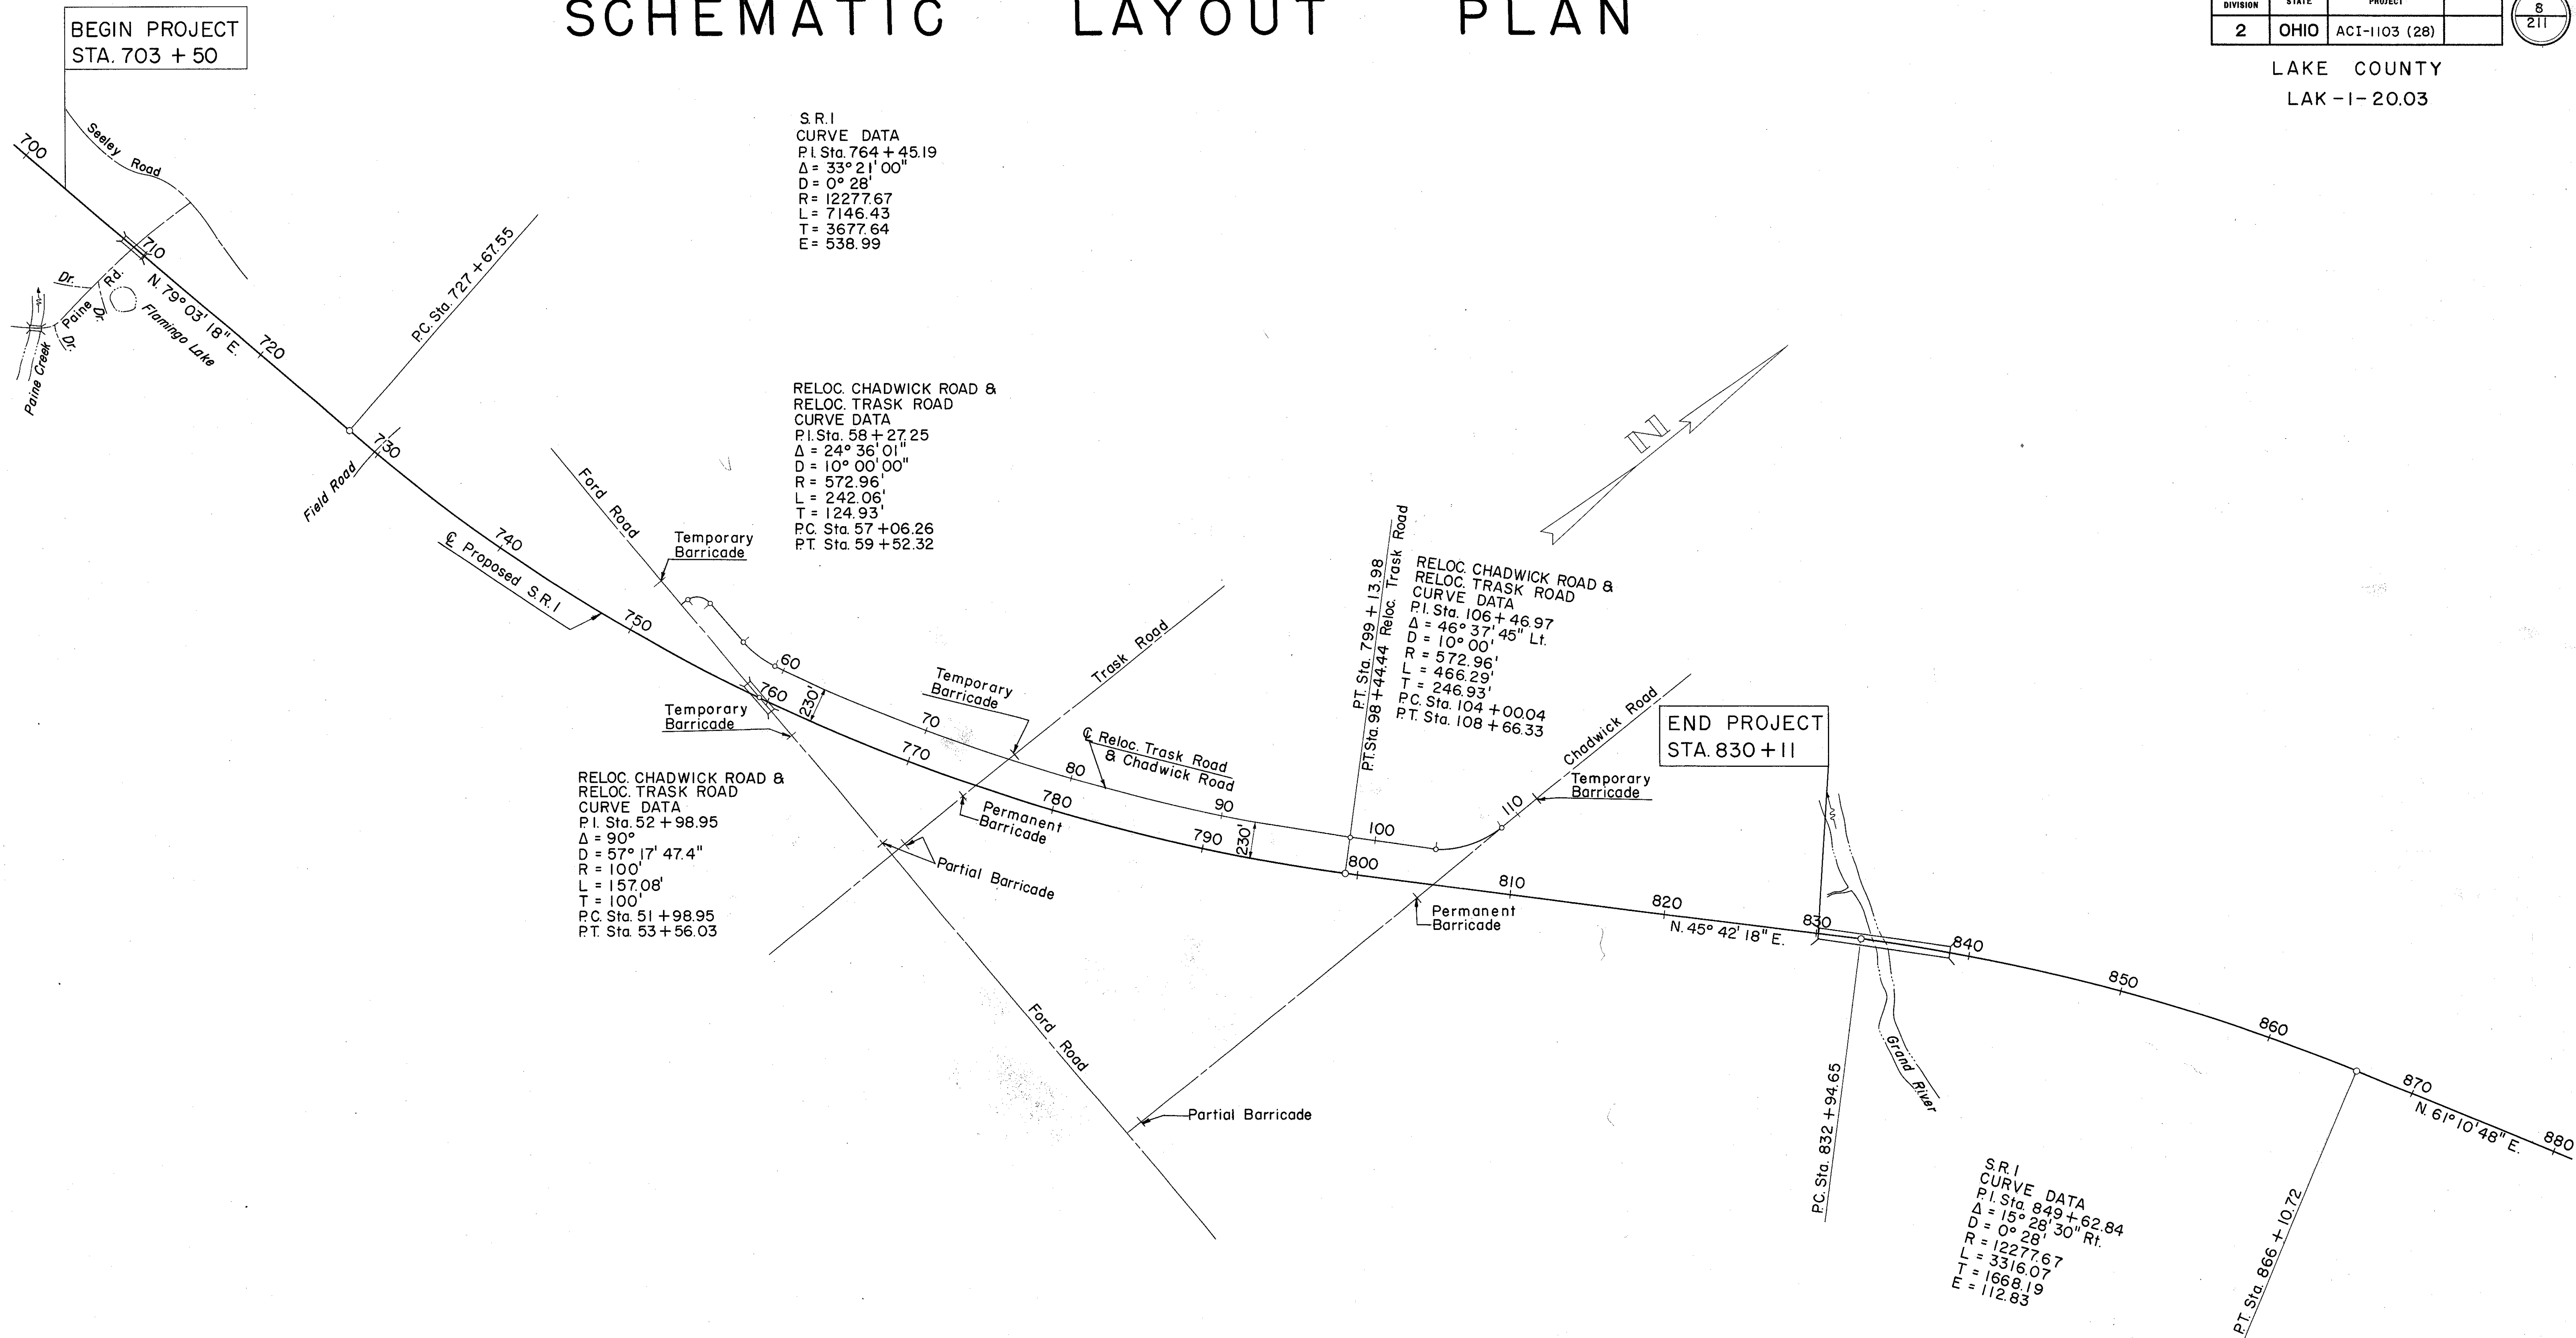 SCHEMATIC LAYOUT PLAN
DIVISION STATE PROJECT
2 OHIO ACI-1103 (28)
8
211
LAKE COUNTY
LAK-1-20.03
BEGIN PROJECT
STA. 703 + 50
700
Seeley Road
710
Dr.
Paine Rd.
Dr.
Dr.
N. 79° 03' 18" E.
Flamingo Lake
Paine Creek
720
P.C. Sta. 727 + 67.55
730
Field Road
S.R.1
CURVE DATA
P.I. Sta. 764 + 45.19
Δ = 33° 21' 00"
D = 0° 28'
R = 12277.67
L = 7146.43
T = 3677.64
E = 538.99
RELOC. CHADWICK ROAD &
RELOC. TRASK ROAD
CURVE DATA
P.I. Sta. 58 + 27.25
Δ = 24° 36' 01"
D = 10° 00' 00"
R = 572.96'
L = 242.06'
T = 124.93'
P.C. Sta. 57 + 06.26
P.T. Sta. 59 + 52.32
N
740
℄ Proposed S.R.1
750
Ford Road
Temporary
Barricade
60
760
230'
Temporary
Barricade
70
770
Temporary
Barricade
Trask Road
80
℄ Reloc. Trask Road
& Chadwick Road
780
Permanent
Barricade
Partial Barricade
90
790
230'
P.T. Sta. 799 + 13.98
P.T. Sta. 98 + 44.44 Reloc. Trask Road
RELOC. CHADWICK ROAD &
RELOC. TRASK ROAD
CURVE DATA
P.I. Sta. 106 + 46.97
Δ = 46° 37' 45" Lt.
D = 10° 00'
R = 572.96'
L = 466.29'
T = 246.93'
P.C. Sta. 104 + 00.04
P.T. Sta. 108 + 66.33
100
800
110
Chadwick Road
Temporary
Barricade
END PROJECT
STA. 830 + 11
RELOC. CHADWICK ROAD &
RELOC. TRASK ROAD
CURVE DATA
P.I. Sta. 52 + 98.95
Δ = 90°
D = 57° 17' 47.4"
R = 100'
L = 157.08'
T = 100'
P.C. Sta. 51 + 98.95
P.T. Sta. 53 + 56.03
810
Permanent
Barricade
820
N. 45° 42' 18" E.
830
840
850
860
870
N. 61° 10' 48" E.
880
Ford Road
Partial Barricade
Grand River
P.C. Sta. 832 + 94.65
S.R.1
CURVE DATA
P.I. Sta. 849 + 62.84
Δ = 15° 28' 30" Rt.
D = 0° 28'
R = 12277.67
L = 3316.07
T = 1668.19
E = 112.83
P.T. Sta. 866 + 10.72